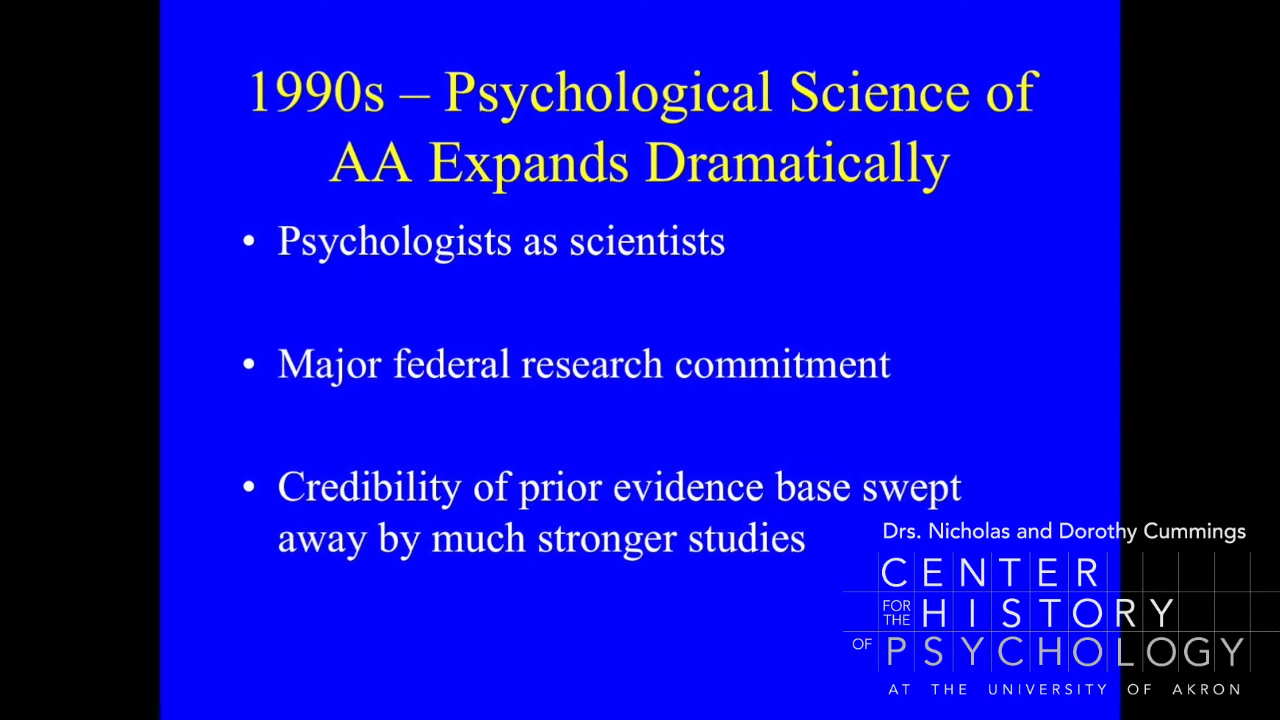 1990s – Psychological Science of
AA Expands Dramatically
• Psychologists as scientists
• Major federal research commitment
• Credibility of prior evidence base swept
away by much stronger studies
Drs. Nicholas and Dorothy Cummings
CENTER
FOR THE HISTORY
OF PSYCHOLOGY
AT THE UNIVERSITY OF AKRON